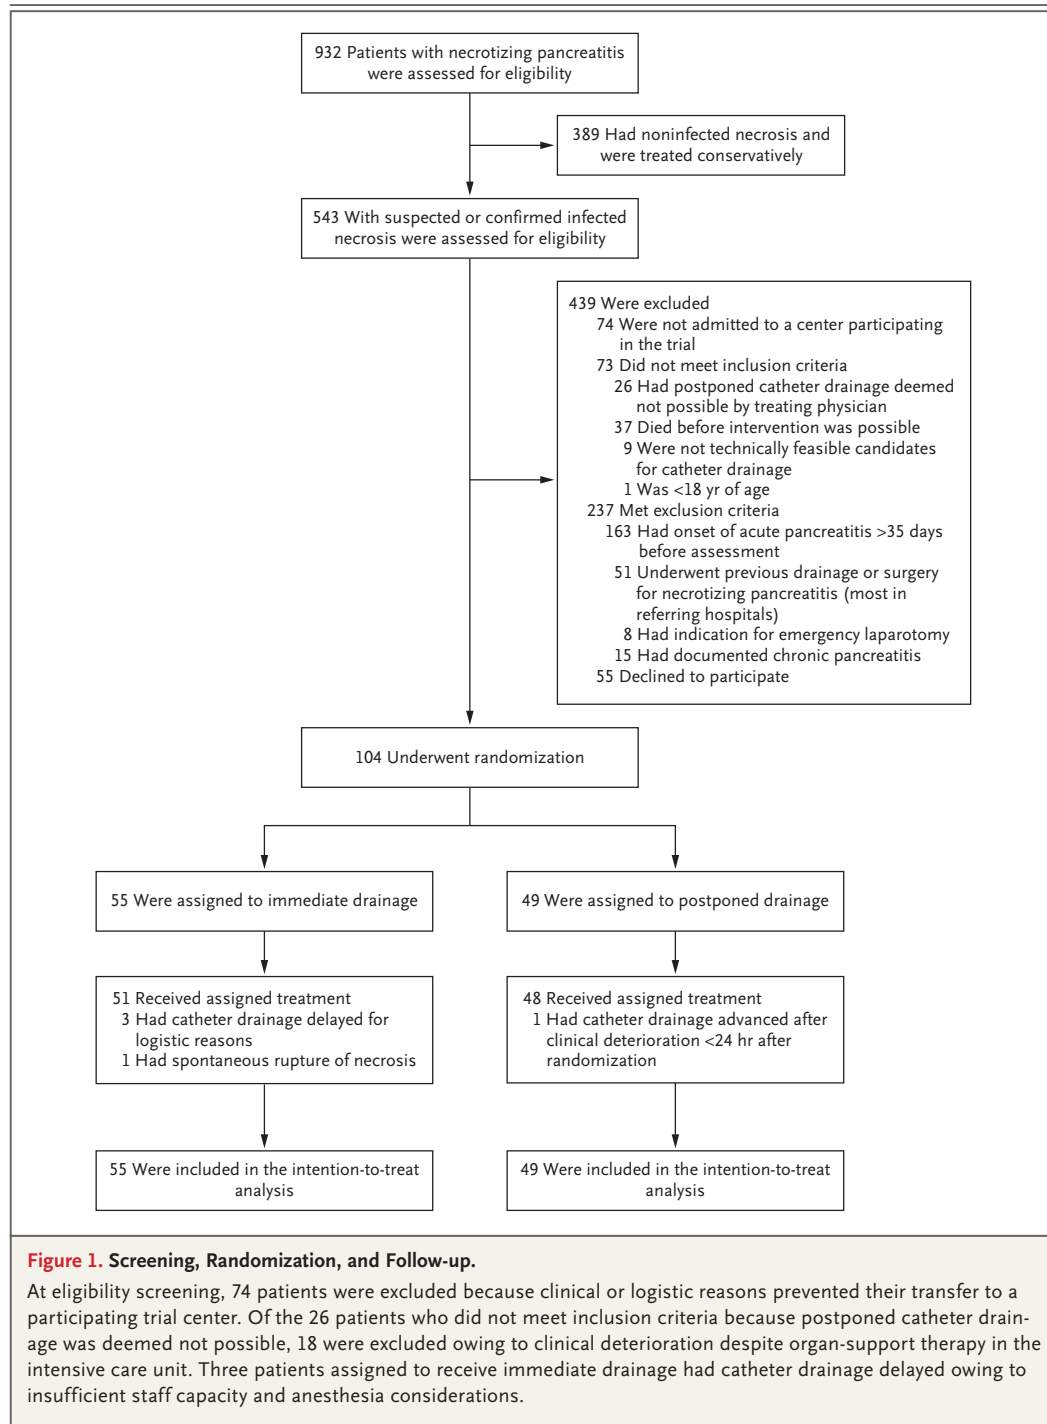 932 Patients with necrotizing pancreatitis
were assessed for eligibility
389 Had noninfected necrosis and
were treated conservatively
543 With suspected or confirmed infected
necrosis were assessed for eligibility
439 Were excluded
74 Were not admitted to a center participating
in the trial
73 Did not meet inclusion criteria
26 Had postponed catheter drainage deemed
not possible by treating physician
37 Died before intervention was possible
9 Were not technically feasible candidates
for catheter drainage
1 Was <18 yr of age
237 Met exclusion criteria
163 Had onset of acute pancreatitis >35 days
before assessment
51 Underwent previous drainage or surgery
for necrotizing pancreatitis (most in
referring hospitals)
8 Had indication for emergency laparotomy
15 Had documented chronic pancreatitis
55 Declined to participate
104 Underwent randomization
55 Were assigned to immediate drainage
49 Were assigned to postponed drainage
51 Received assigned treatment
3 Had catheter drainage delayed for
logistic reasons
1 Had spontaneous rupture of necrosis
48 Received assigned treatment
1 Had catheter drainage advanced after
clinical deterioration <24 hr after
randomization
55 Were included in the intention-to-treat
analysis
49 Were included in the intention-to-treat
analysis
Figure 1. Screening, Randomization, and Follow-up.
At eligibility screening, 74 patients were excluded because clinical or logistic reasons prevented their transfer to a
participating trial center. Of the 26 patients who did not meet inclusion criteria because postponed catheter drain-
age was deemed not possible, 18 were excluded owing to clinical deterioration despite organ-support therapy in the
intensive care unit. Three patients assigned to receive immediate drainage had catheter drainage delayed owing to
insufficient staff capacity and anesthesia considerations.